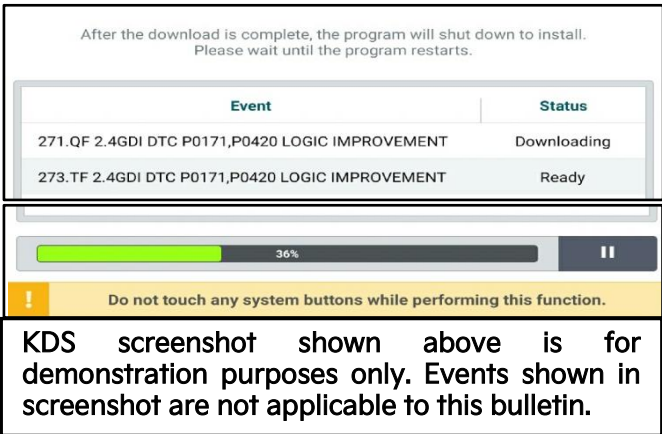 After the download is complete, the program will shut down to install.
Please wait until the program restarts.
Event Status
271.QF 2.4GDI DTC P0171,P0420 LOGIC IMPROVEMENT Downloading
273.TF 2.4GDI DTC P0171,P0420 LOGIC IMPROVEMENT Ready
36%
! Do not touch any system buttons while performing this function.
KDS screenshot shown above is for
demonstration purposes only. Events shown in
screenshot are not applicable to this bulletin.